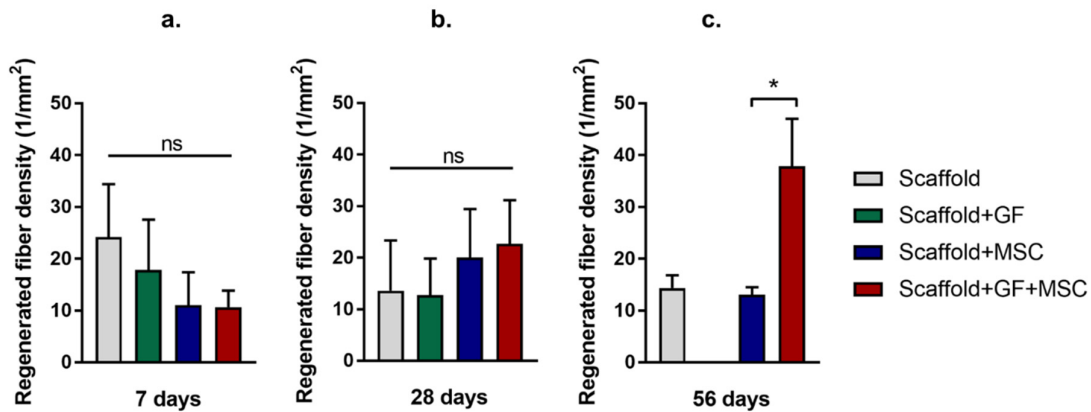 a.
Regenerated fiber density (1/mm²)
50
40
30
20
10
0
ns
7 days
b.
Regenerated fiber density (1/mm²)
50
40
30
20
10
0
ns
28 days
c.
Regenerated fiber density (1/mm²)
50
40
30
20
10
0
*
56 days
Scaffold
Scaffold+GF
Scaffold+MSC
Scaffold+GF+MSC